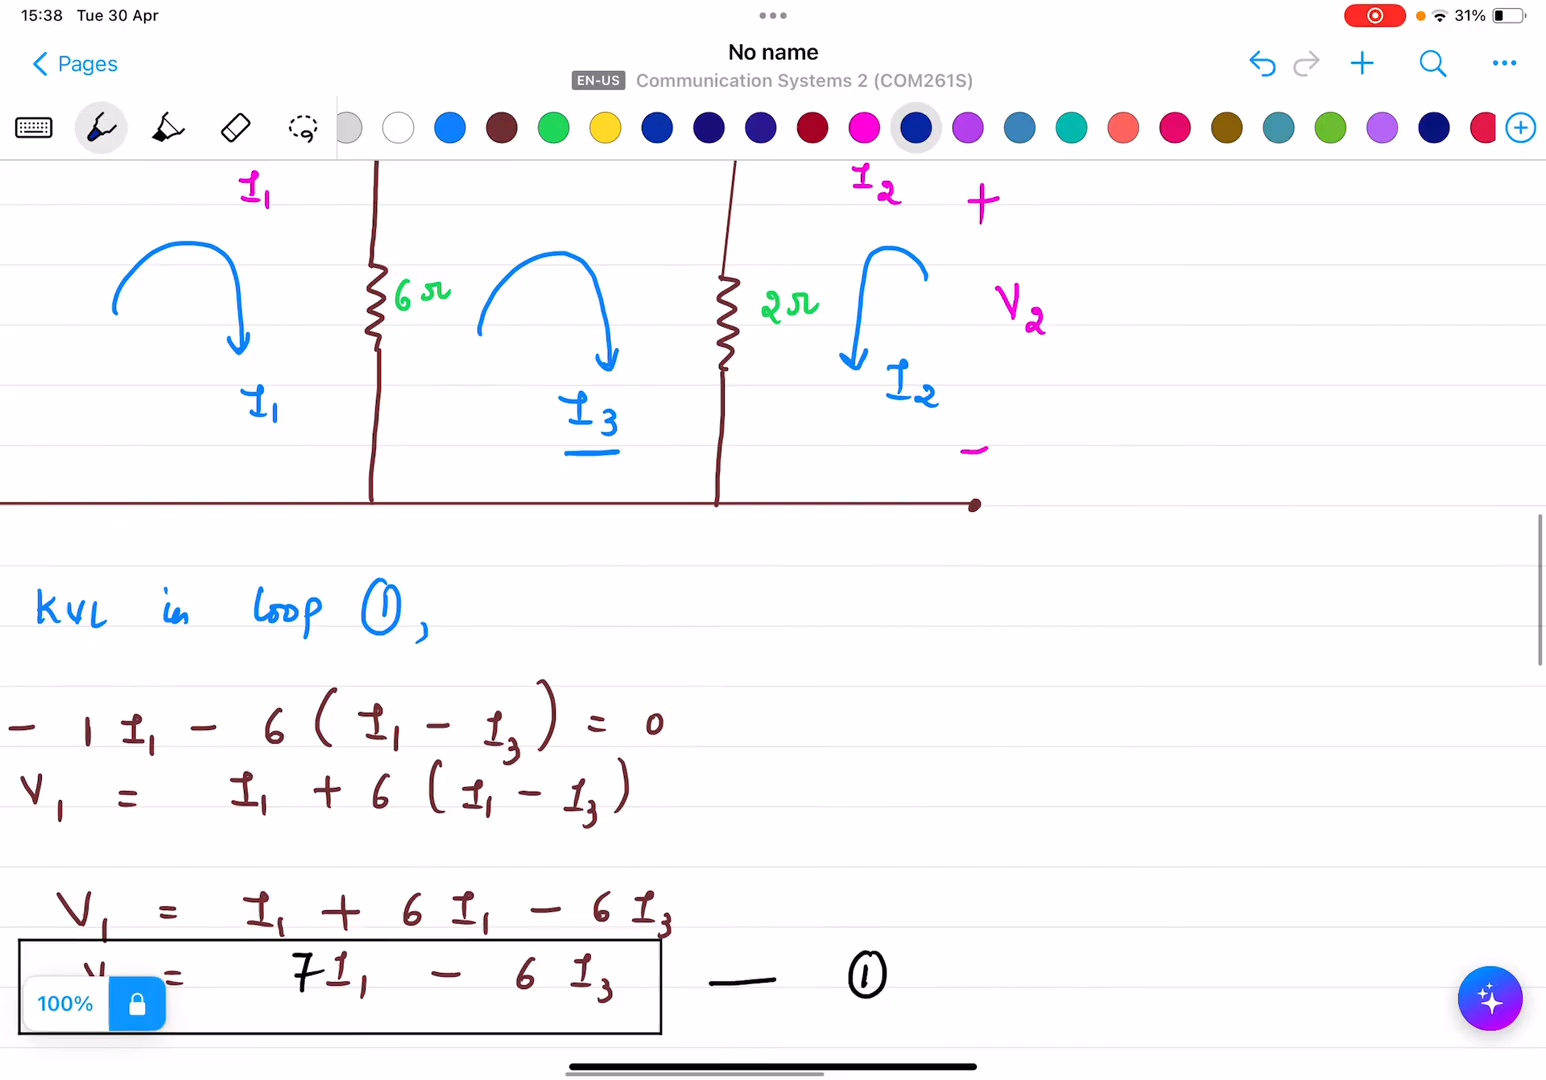 15:38 Tue 30 Apr
31%
Pages
No name
EN-US Communication Systems 2 (COM261S)
I₁
I₂ +
6Ω
2Ω
V₂
I₁
I₃
I₂
−
KVL in loop ①,
− 1 I₁ − 6 ( I₁ − I₃ ) = 0
V₁ = I₁ + 6 ( I₁ − I₃ )
V₁ = I₁ + 6 I₁ − 6 I₃
= 7I₁ − 6 I₃ — ①
100%